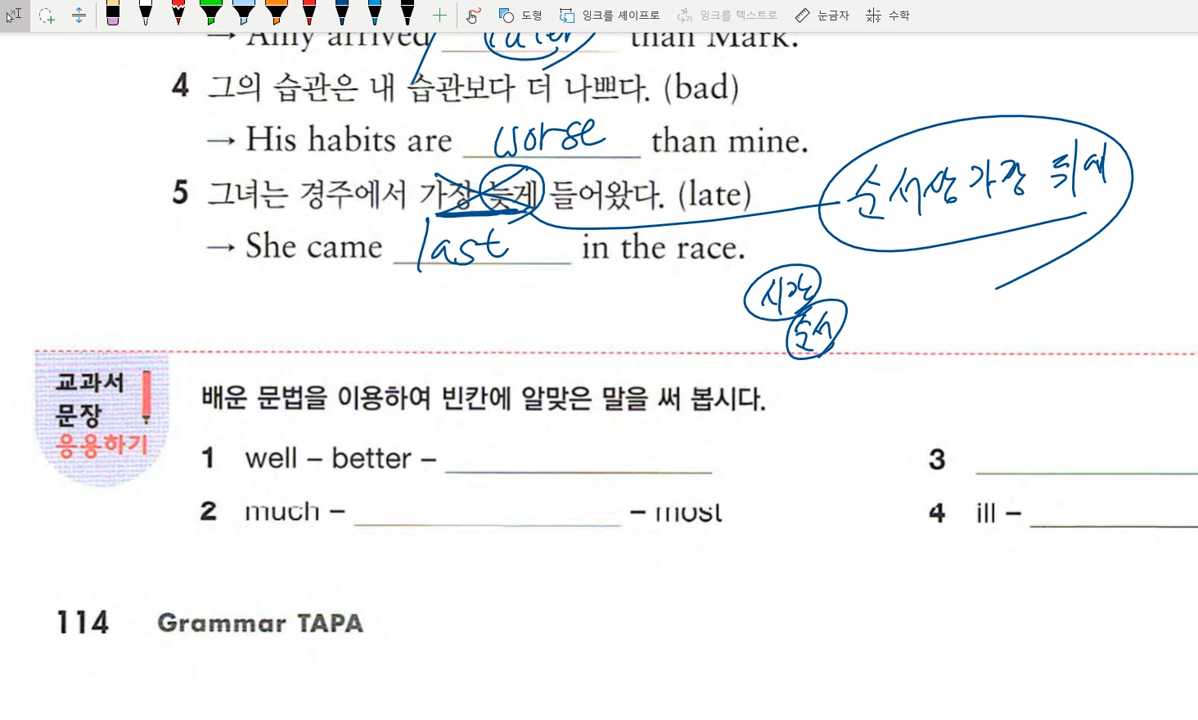 도형 잉크를 셰이프로 잉크를 텍스트로 눈금자 수학
→ Amy arrived later than Mark.
4 그의 습관은 내 습관보다 더 나쁘다. (bad)
→ His habits are worse than mine.
5 그녀는 경주에서 가장 늦게 들어왔다. (late)
순서상 가장 뒤에
→ She came last in the race.
시간
순서
교과서
문장
응용하기
배운 문법을 이용하여 빈칸에 알맞은 말을 써 봅시다.
1 well – better – 3
2 much – – most 4 ill –
114 Grammar TAPA